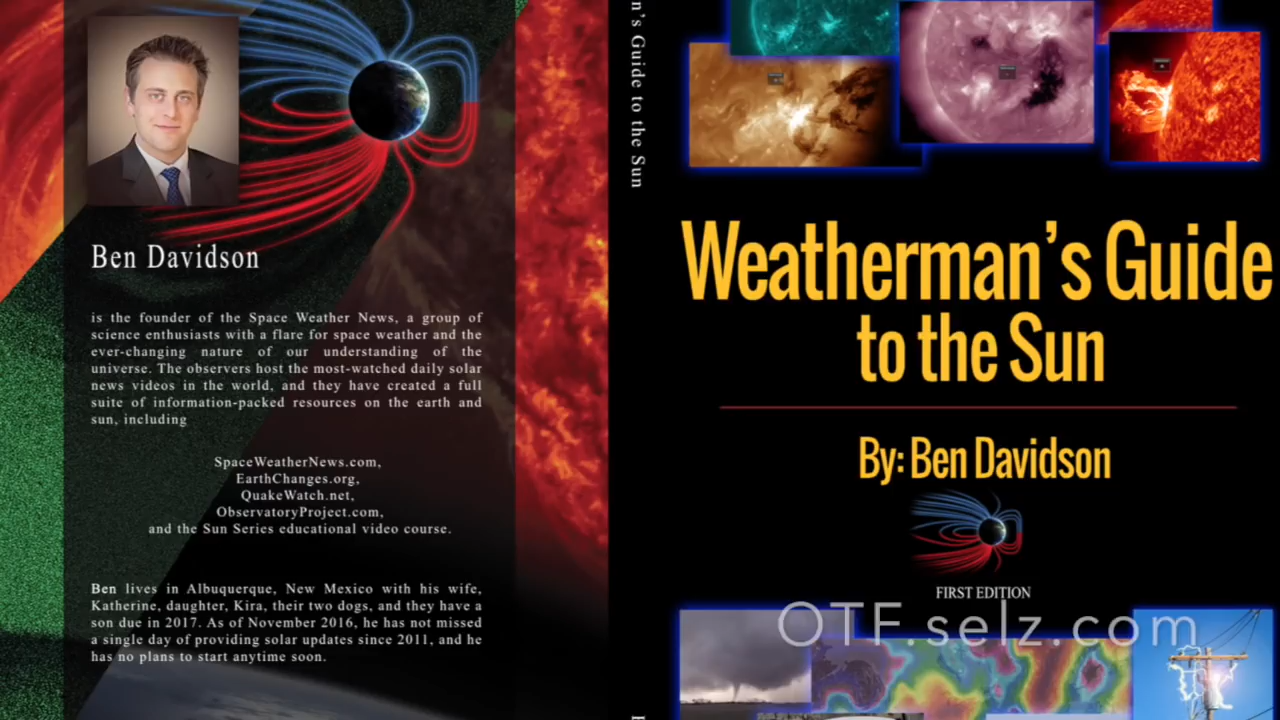 Ben Davidson
is the founder of the Space Weather News, a group of
science enthusiasts with a flare for space weather and the
ever-changing nature of our understanding of the
universe. The observers host the most-watched daily solar
news videos in the world, and they have created a full
suite of information-packed resources on the earth and
sun, including
SpaceWeatherNews.com,
EarthChanges.org,
QuakeWatch.net,
ObservatoryProject.com,
and the Sun Series educational video course.
Ben lives in Albuquerque, New Mexico with his wife,
Katherine, daughter, Kira, their two dogs, and they have a
son due in 2017. As of November 2016, he has not missed
a single day of providing solar updates since 2011, and he
has no plans to start anytime soon.
n's Guide to the Sun
Weatherman's Guide
to the Sun
By: Ben Davidson
FIRST EDITION
OTF.selz.com